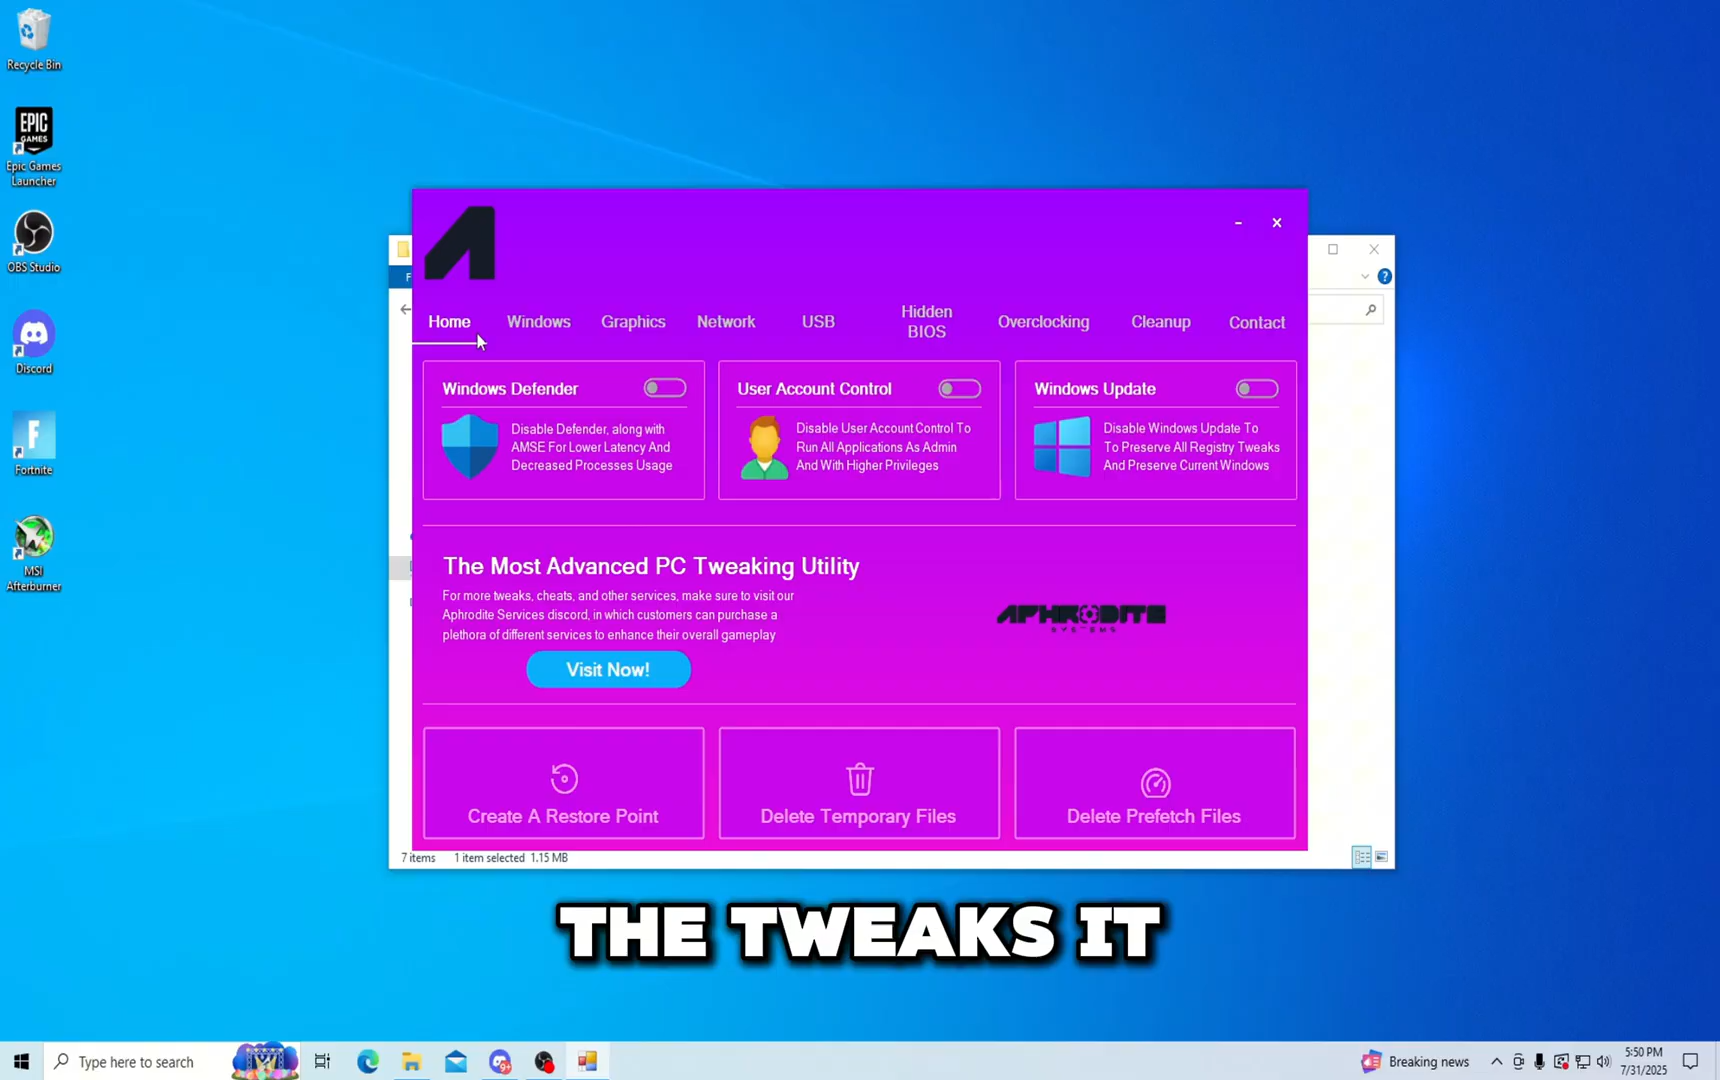 Recycle Bin
EPIC
GAMES
Epic Games
Launcher
OBS Studio
Discord
F
Fortnite
MSI
Afterburner
Home
Windows
Graphics
Network
USB
Hidden
BIOS
Overclocking
Cleanup
Contact
Windows Defender
Disable Defender, along with
AMSE For Lower Latency And
Decreased Processes Usage
User Account Control
Disable User Account Control To
Run All Applications As Admin
And With Higher Privileges
Windows Update
Disable Windows Update To
To Preserve All Registry Tweaks
And Preserve Current Windows
The Most Advanced PC Tweaking Utility
For more tweaks, cheats, and other services, make sure to visit our
Aphrodite Services discord, in which customers can purchase a
plethora of different services to enhance their overall gameplay
Visit Now!
APHRODITE
SYSTEMS
Create A Restore Point
Delete Temporary Files
Delete Prefetch Files
7 items 1 item selected 1.15 MB
THE TWEAKS IT
Type here to search
Breaking news
5:50 PM
7/31/2025